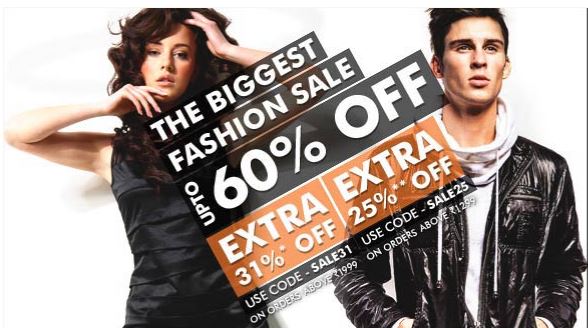 THE BIGGEST
FASHION SALE
UPTO 60% OFF
EXTRA
31%* OFF
USE CODE - SALE31
ON ORDERS ABOVE ₹1999
EXTRA
25%** OFF
USE CODE - SALE25
ON ORDERS ABOVE ₹1299